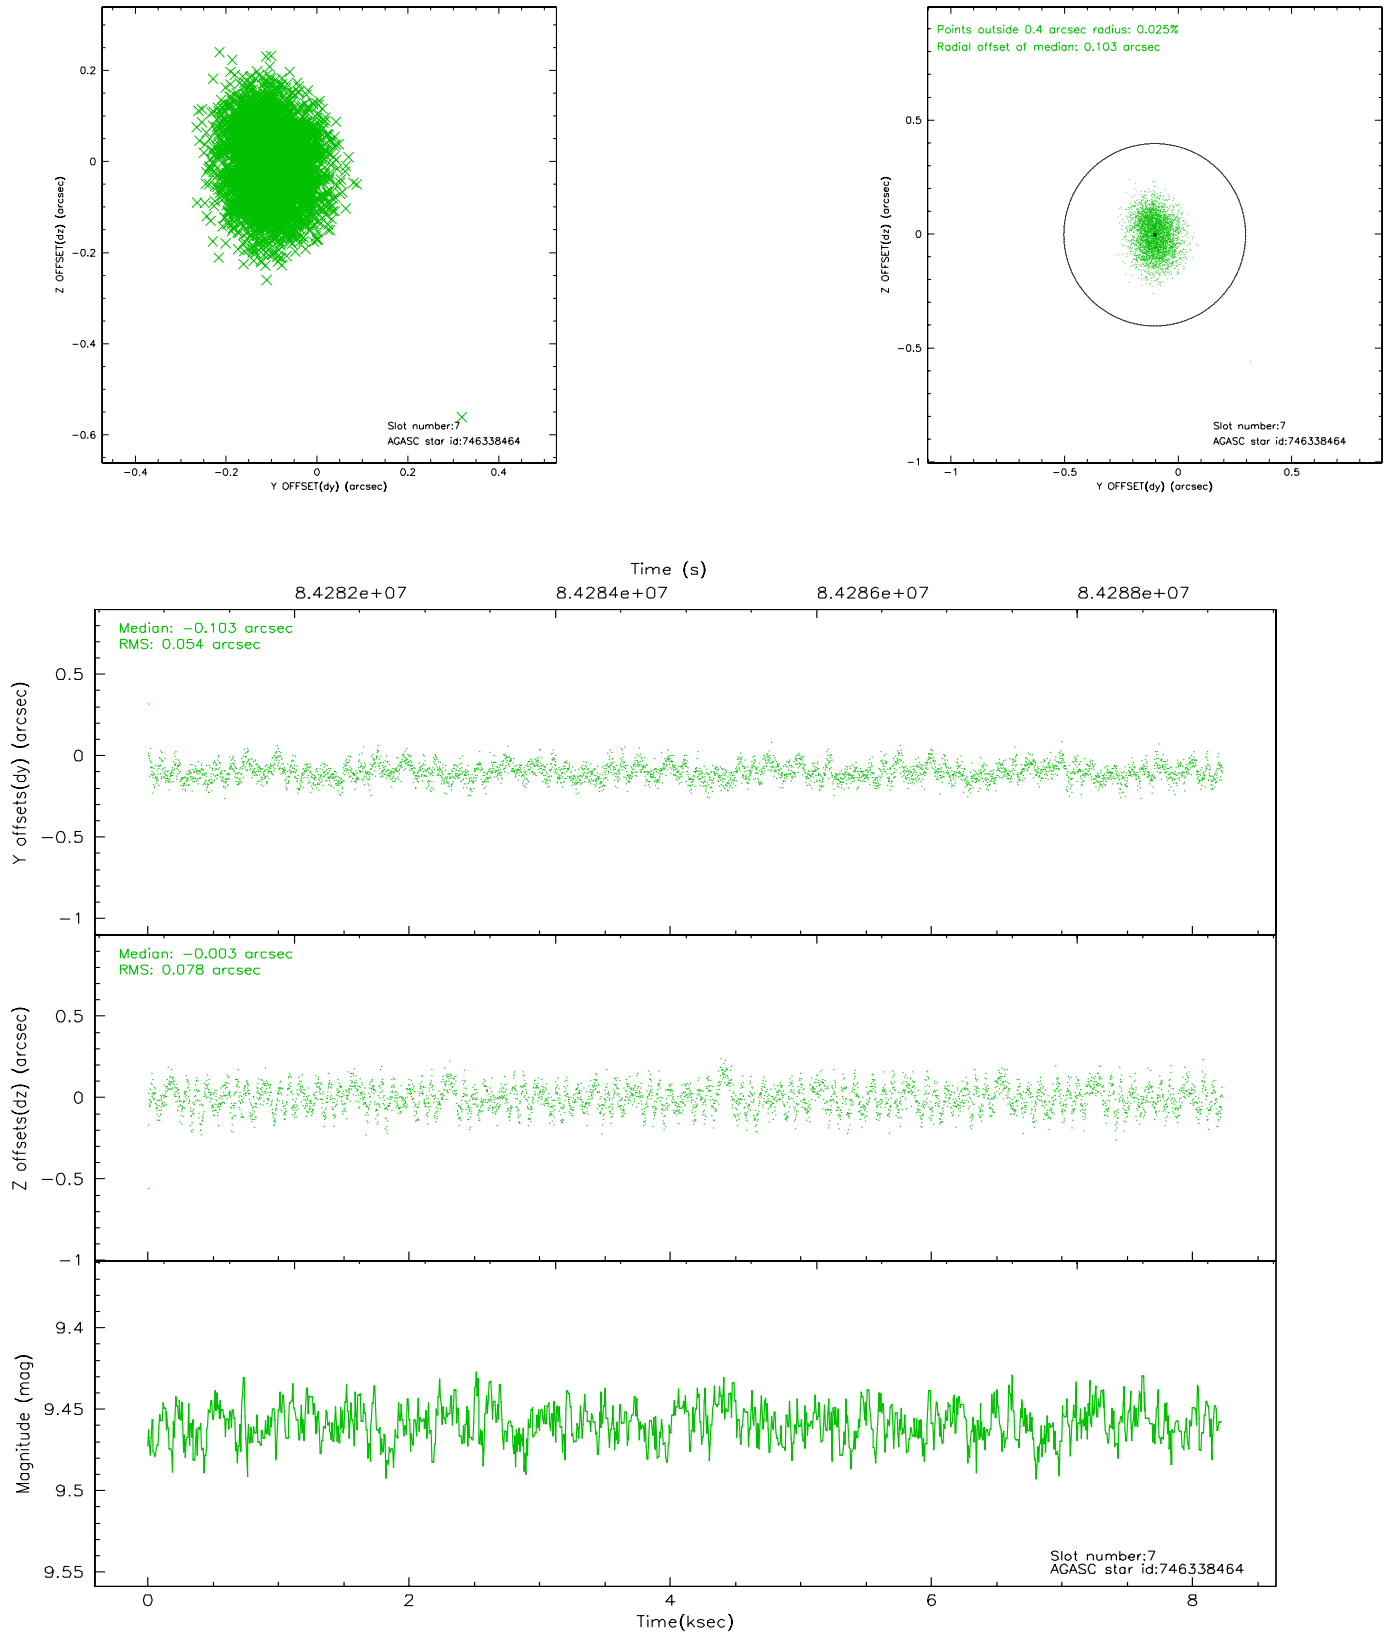 0.2
0
−0.2
−0.4
−0.6
Z OFFSET(dz) (arcsec)
Slot number:7
AGASC star id:746338464
−0.4 −0.2 0 0.2 0.4
Y OFFSET(dy) (arcsec)
Points outside 0.4 arcsec radius: 0.025%
Radial offset of median: 0.103 arcsec
0.5
0
−0.5
−1
Z OFFSET(dz) (arcsec)
Slot number:7
AGASC star id:746338464
−1 −0.5 0 0.5
Y OFFSET(dy) (arcsec)
Time (s)
8.4282e+07 8.4284e+07 8.4286e+07 8.4288e+07
Median: −0.103 arcsec
RMS: 0.054 arcsec
0.5
0
−0.5
−1
Y offsets(dy) (arcsec)
Median: −0.003 arcsec
RMS: 0.078 arcsec
0.5
0
−0.5
−1
Z offsets(dz) (arcsec)
9.4
9.45
9.5
9.55
Magnitude (mag)
Slot number:7
AGASC star id:746338464
0 2 4 6 8
Time(ksec)